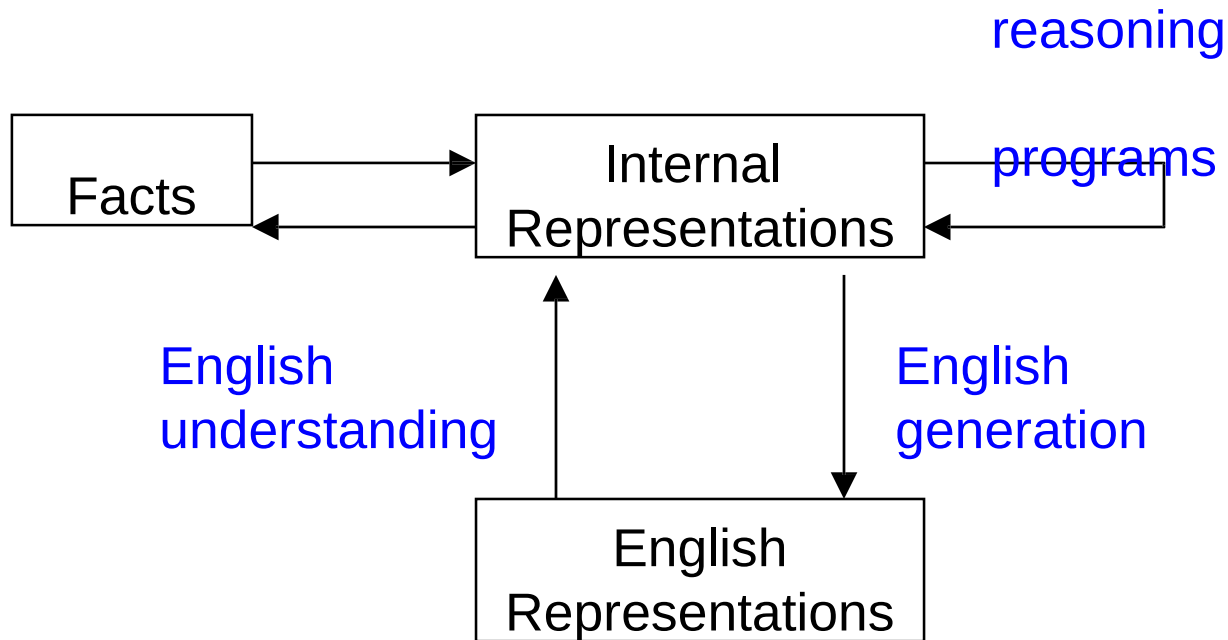 reasoning
programs
Facts
Internal
Representations
English
understanding
English
generation
English
Representations